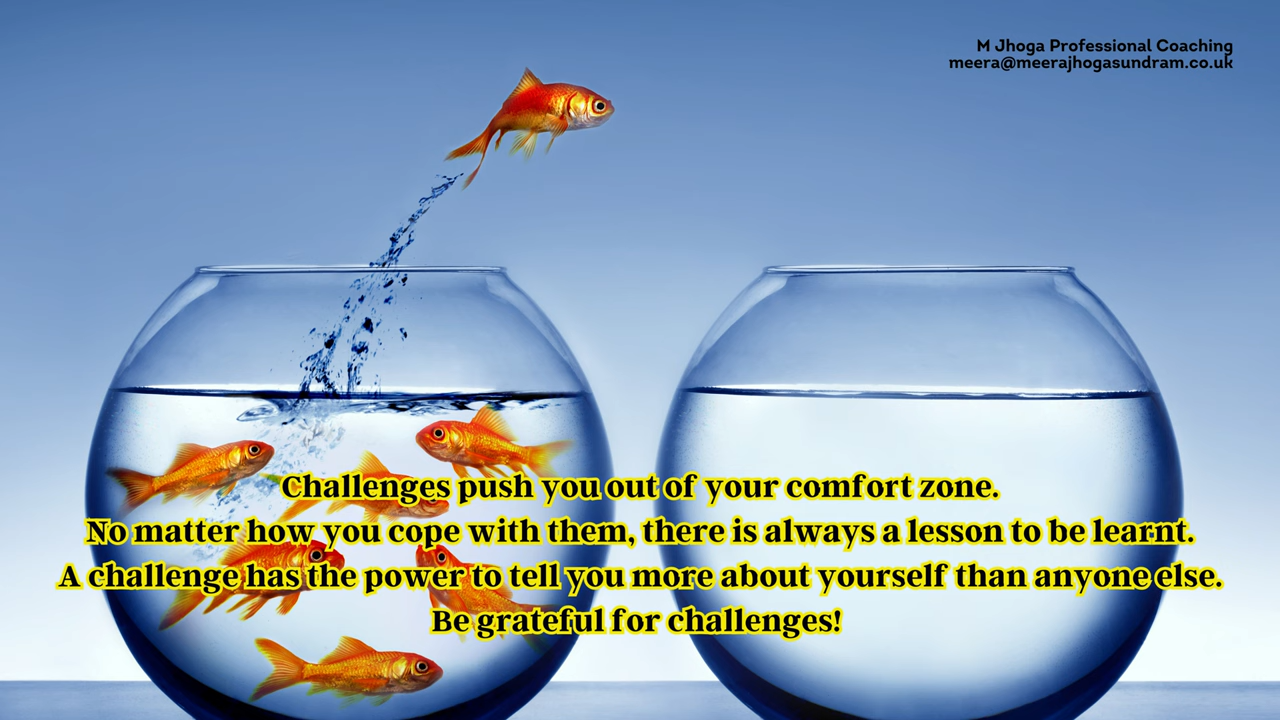 M Jhoga Professional Coaching
meera@meerajhogasundram.co.uk
Challenges push you out of your comfort zone.
No matter how you cope with them, there is always a lesson to be learnt.
A challenge has the power to tell you more about yourself than anyone else.
Be grateful for challenges!